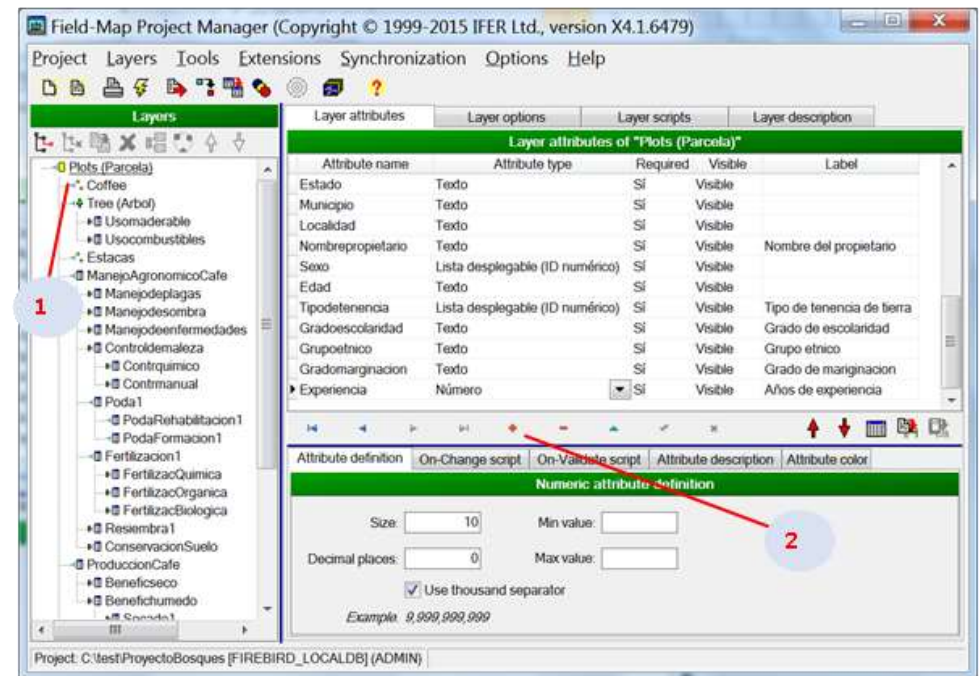 Field-Map Project Manager (Copyright © 1999-2015 IFER Ltd., version X4.1.6479)
Project Layers Tools Extensions Synchronization Options Help
Layers
Plots (Parcela)
Coffee
Tree (Arbol)
Usomaderable
Usocombustibles
Estacas
ManejoAgronomicoCafe
Manejodeplagas
Manejodesombra
Manejodeenfermedades
Controldemaleza
Contrquimico
Contrmanual
Poda1
PodaRehabilitacion1
PodaFormacion1
Fertilizacion1
FertilizacQuimica
FertilizacOrganica
FertilizacBiologica
Resiembra1
ConservacionSuelo
ProduccionCafe
Beneficseco
Benefichumedo
Secado1
1
Layer attributes Layer options Layer scripts Layer description
Layer attributes of "Plots (Parcela)"
Attribute name Attribute type Required Visible Label
Estado Texto Sí Visible
Municipio Texto Sí Visible
Localidad Texto Sí Visible
Nombrepropietario Texto Sí Visible Nombre del propietario
Sexo Lista desplegable (ID numérico) Sí Visible
Edad Texto Sí Visible
Tipodetenencia Lista desplegable (ID numérico) Sí Visible Tipo de tenencia de tierra
Gradoescolaridad Texto Sí Visible Grado de escolaridad
Grupoetnico Texto Sí Visible Grupo etnico
Gradomarginacion Texto Sí Visible Grado de mariginacion
Experiencia Número Sí Visible Años de experiencia
Attribute definition On-Change script On-Validate script Attribute description Attribute color
Numeric attribute definition
Size: 10 Min value:
2
Decimal places: 0 Max value:
Use thousand separator
Example: 9,999,999,999
Project: C:\test\ProyectoBosques [FIREBIRD_LOCALDB] (ADMIN)